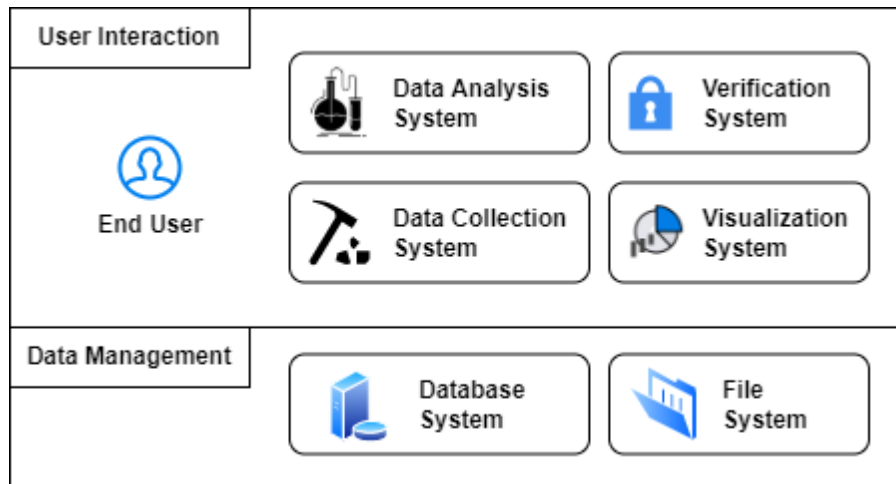 User Interaction
Data Analysis
System
Verification
System
End User
Data Collection
System
Visualization
System
Data Management
Database
System
File
System